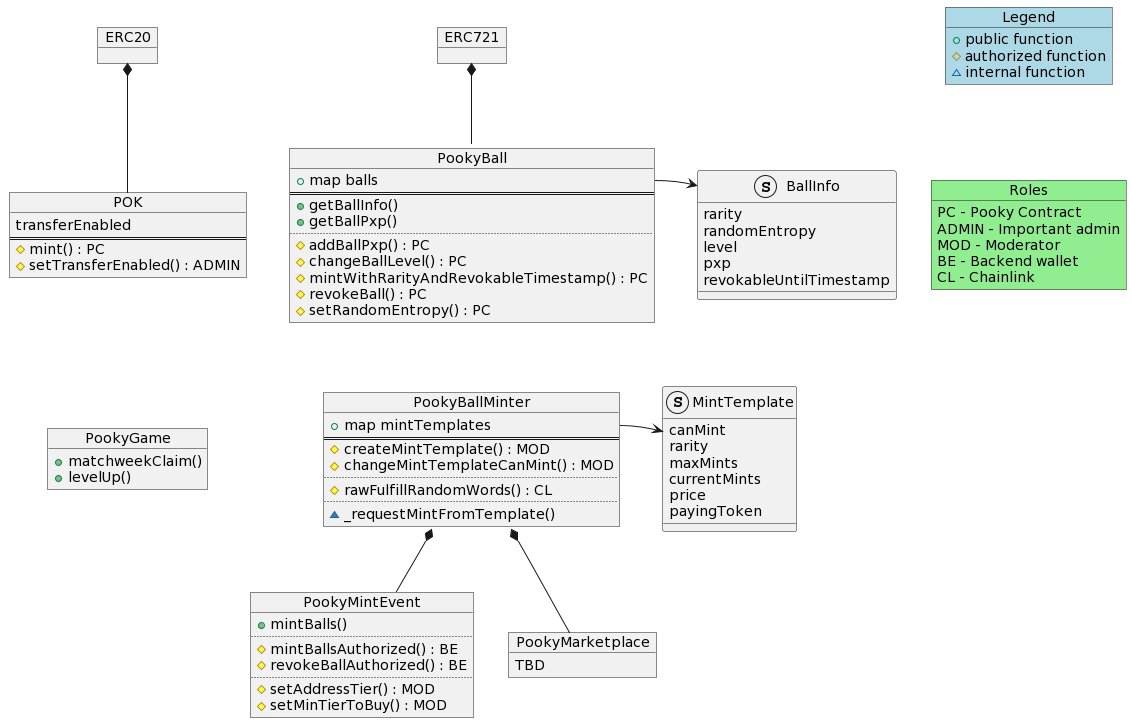 ERC20
ERC721
Legend
public function
authorized function
internal function
POK
transferEnabled
mint() : PC
setTransferEnabled() : ADMIN
PookyBall
map balls
getBallInfo()
getBallPxp()
addBallPxp() : PC
changeBallLevel() : PC
mintWithRarityAndRevokableTimestamp() : PC
revokeBall() : PC
setRandomEntropy() : PC
S BallInfo
rarity
randomEntropy
level
pxp
revokableUntilTimestamp
Roles
PC - Pooky Contract
ADMIN - Important admin
MOD - Moderator
BE - Backend wallet
CL - Chainlink
PookyGame
matchweekClaim()
levelUp()
PookyBallMinter
map mintTemplates
createMintTemplate() : MOD
changeMintTemplateCanMint() : MOD
rawFulfillRandomWords() : CL
_requestMintFromTemplate()
S MintTemplate
canMint
rarity
maxMints
currentMints
price
payingToken
PookyMintEvent
mintBalls()
mintBallsAuthorized() : BE
revokeBallAuthorized() : BE
setAddressTier() : MOD
setMinTierToBuy() : MOD
PookyMarketplace
TBD